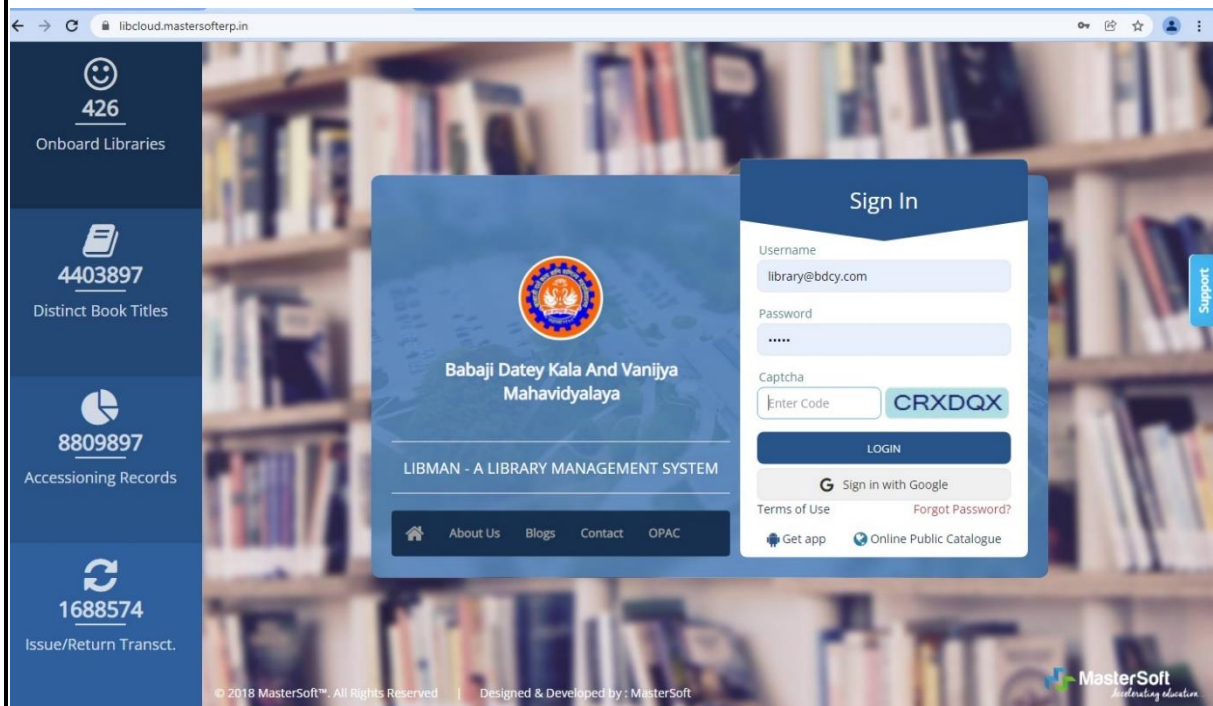 libcloud.mastersofterp.in
426
Onboard Libraries
4403897
Distinct Book Titles
8809897
Accessioning Records
1688574
Issue/Return Transct.
Babaji Datey Kala And Vanijya
Mahavidyalaya
LIBMAN - A LIBRARY MANAGEMENT SYSTEM
About Us Blogs Contact OPAC
Sign In
Username
library@bdcy.com
Password
•••••
Captcha
Enter Code CRXDQX
LOGIN
G Sign in with Google
Terms of Use Forgot Password?
Get app Online Public Catalogue
Support
© 2018 MasterSoft™. All Rights Reserved | Designed & Developed by : MasterSoft
MasterSoft
Accelerating education...